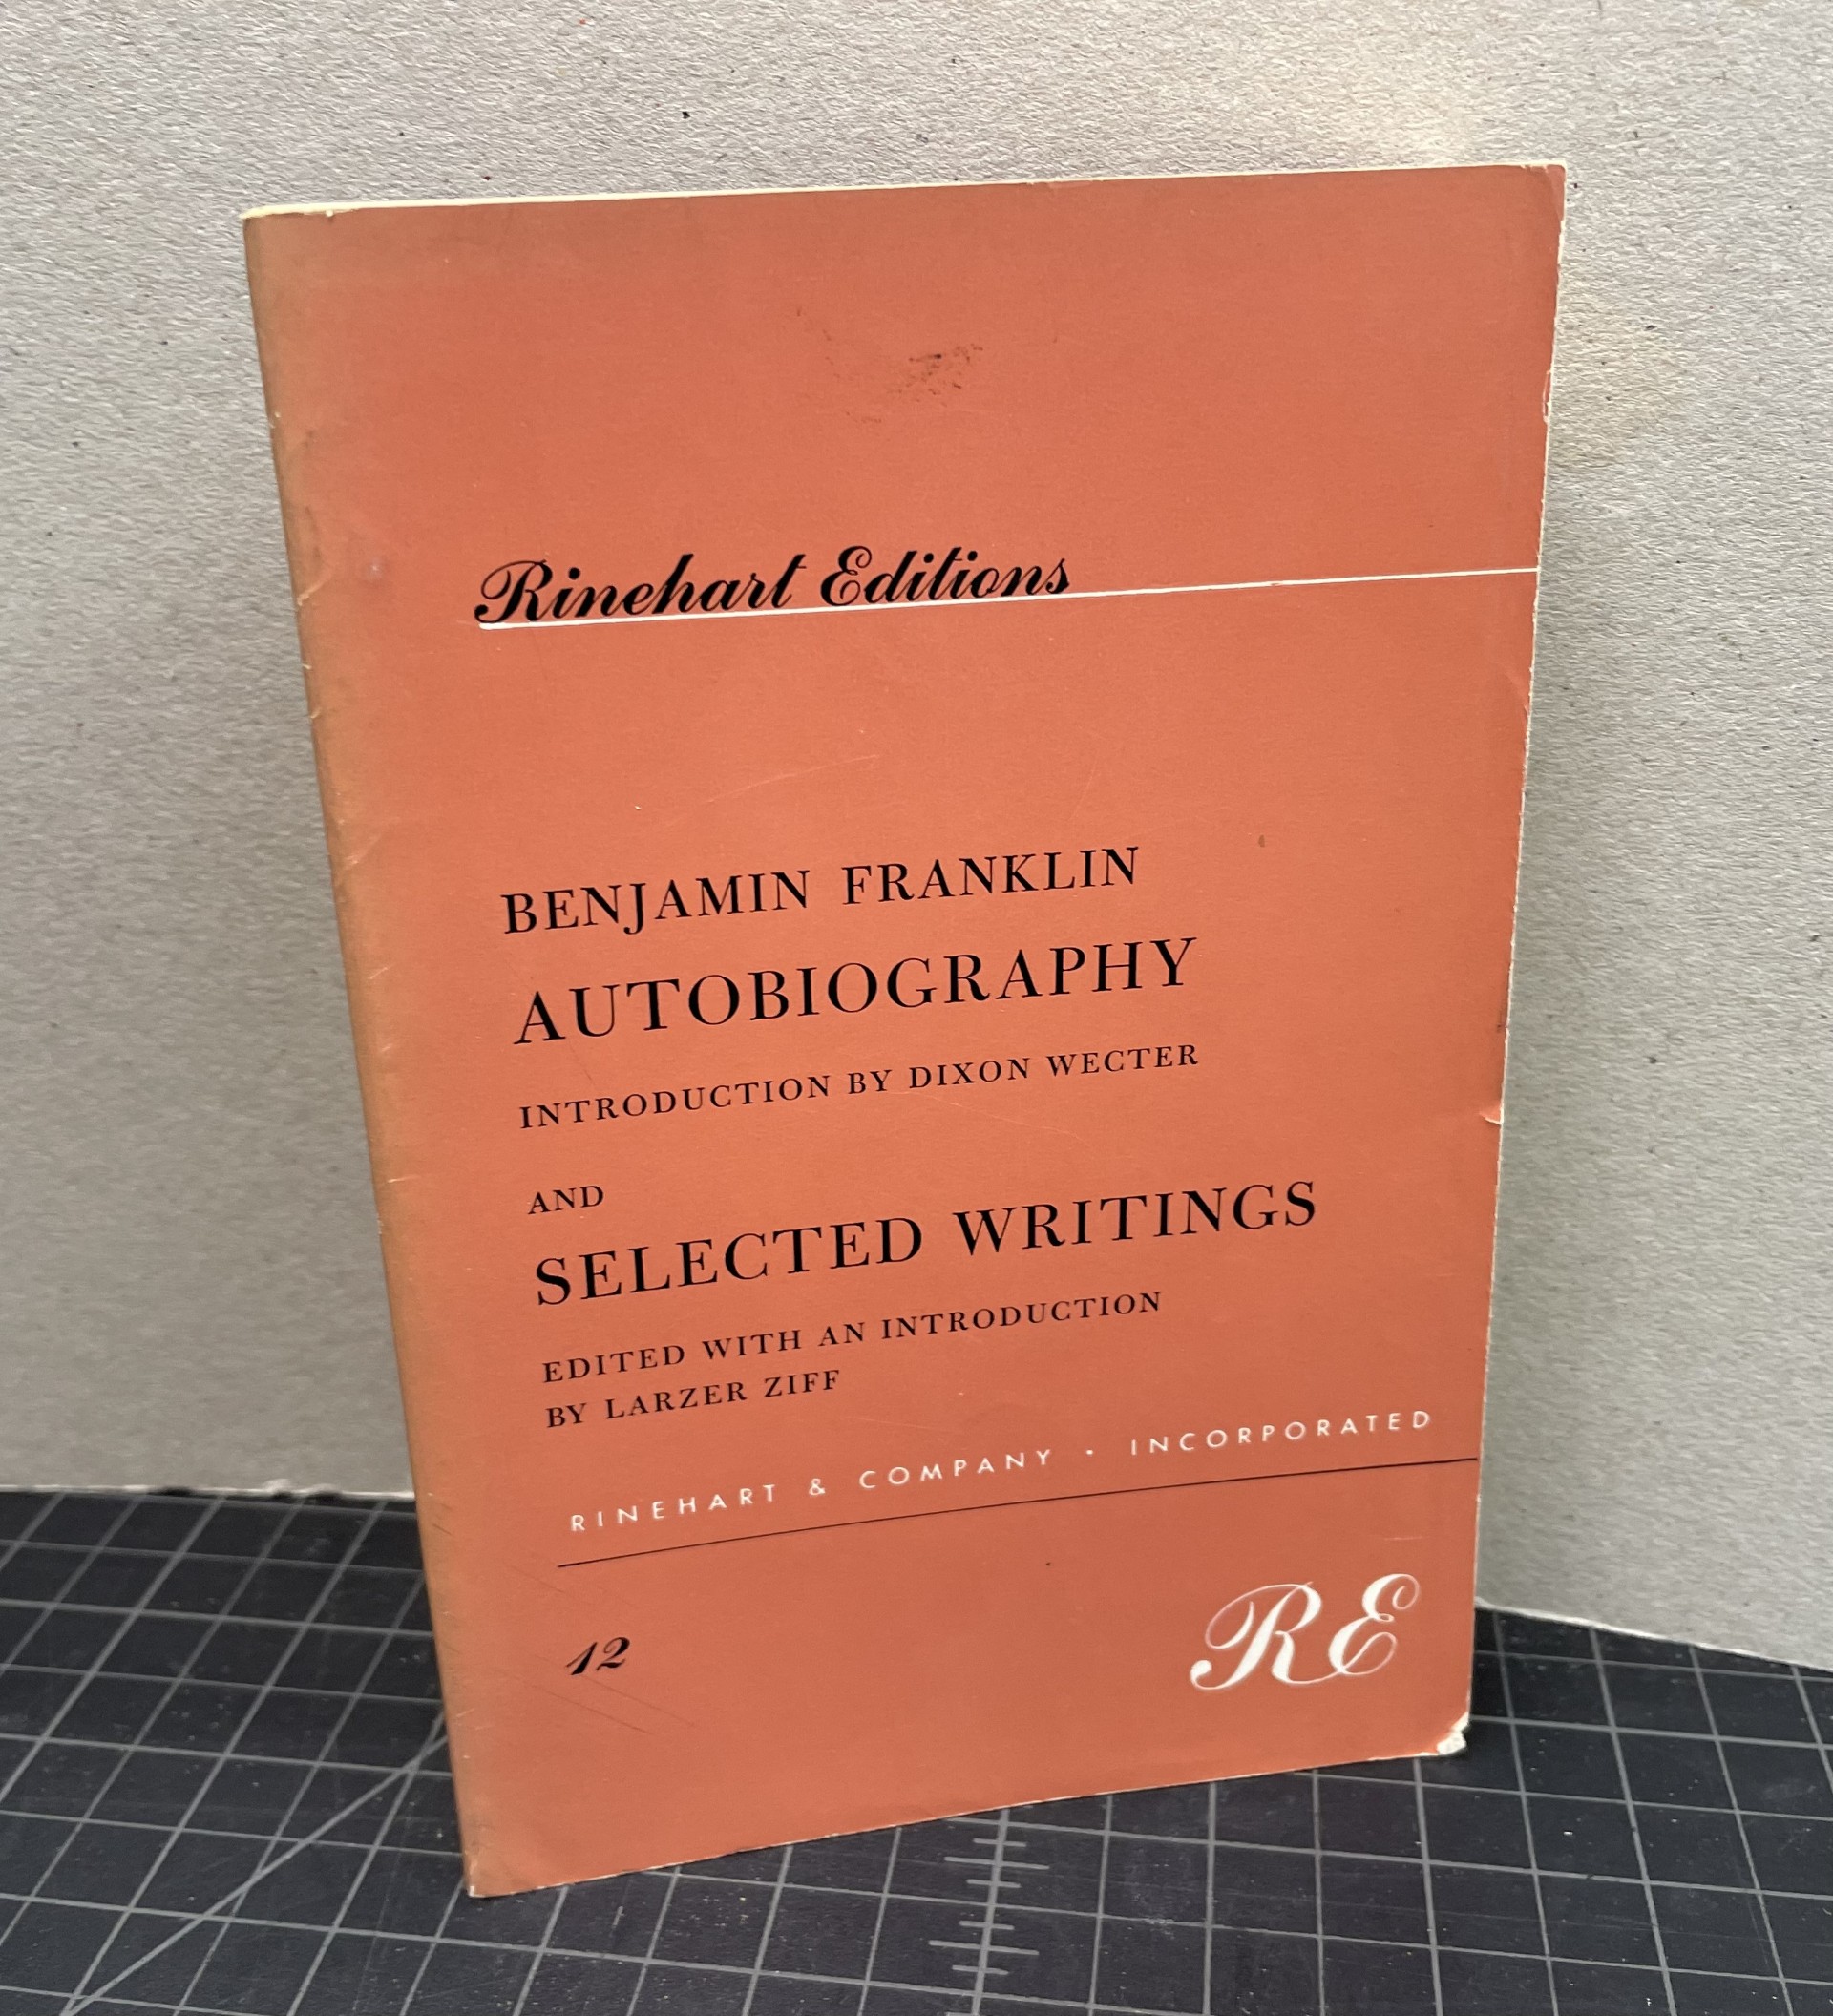 Rinehart Editions
BENJAMIN FRANKLIN
AUTOBIOGRAPHY
INTRODUCTION BY DIXON WECTER
AND
SELECTED WRITINGS
EDITED WITH AN INTRODUCTION
BY LARZER ZIFF
RINEHART & COMPANY · INCORPORATED
12
RE